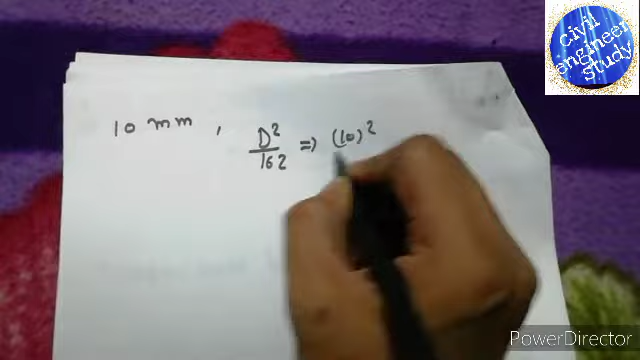 civil
engineer
study
10 mm , D²/162 ⇒ (10)²
PowerDirector